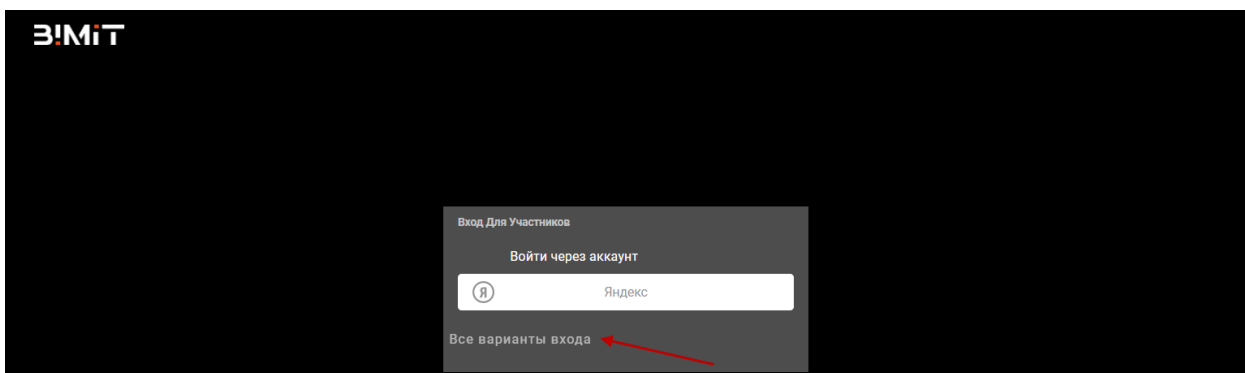 B!MiT
Вход Для Участников
Войти через аккаунт
Я Яндекс
Все варианты входа